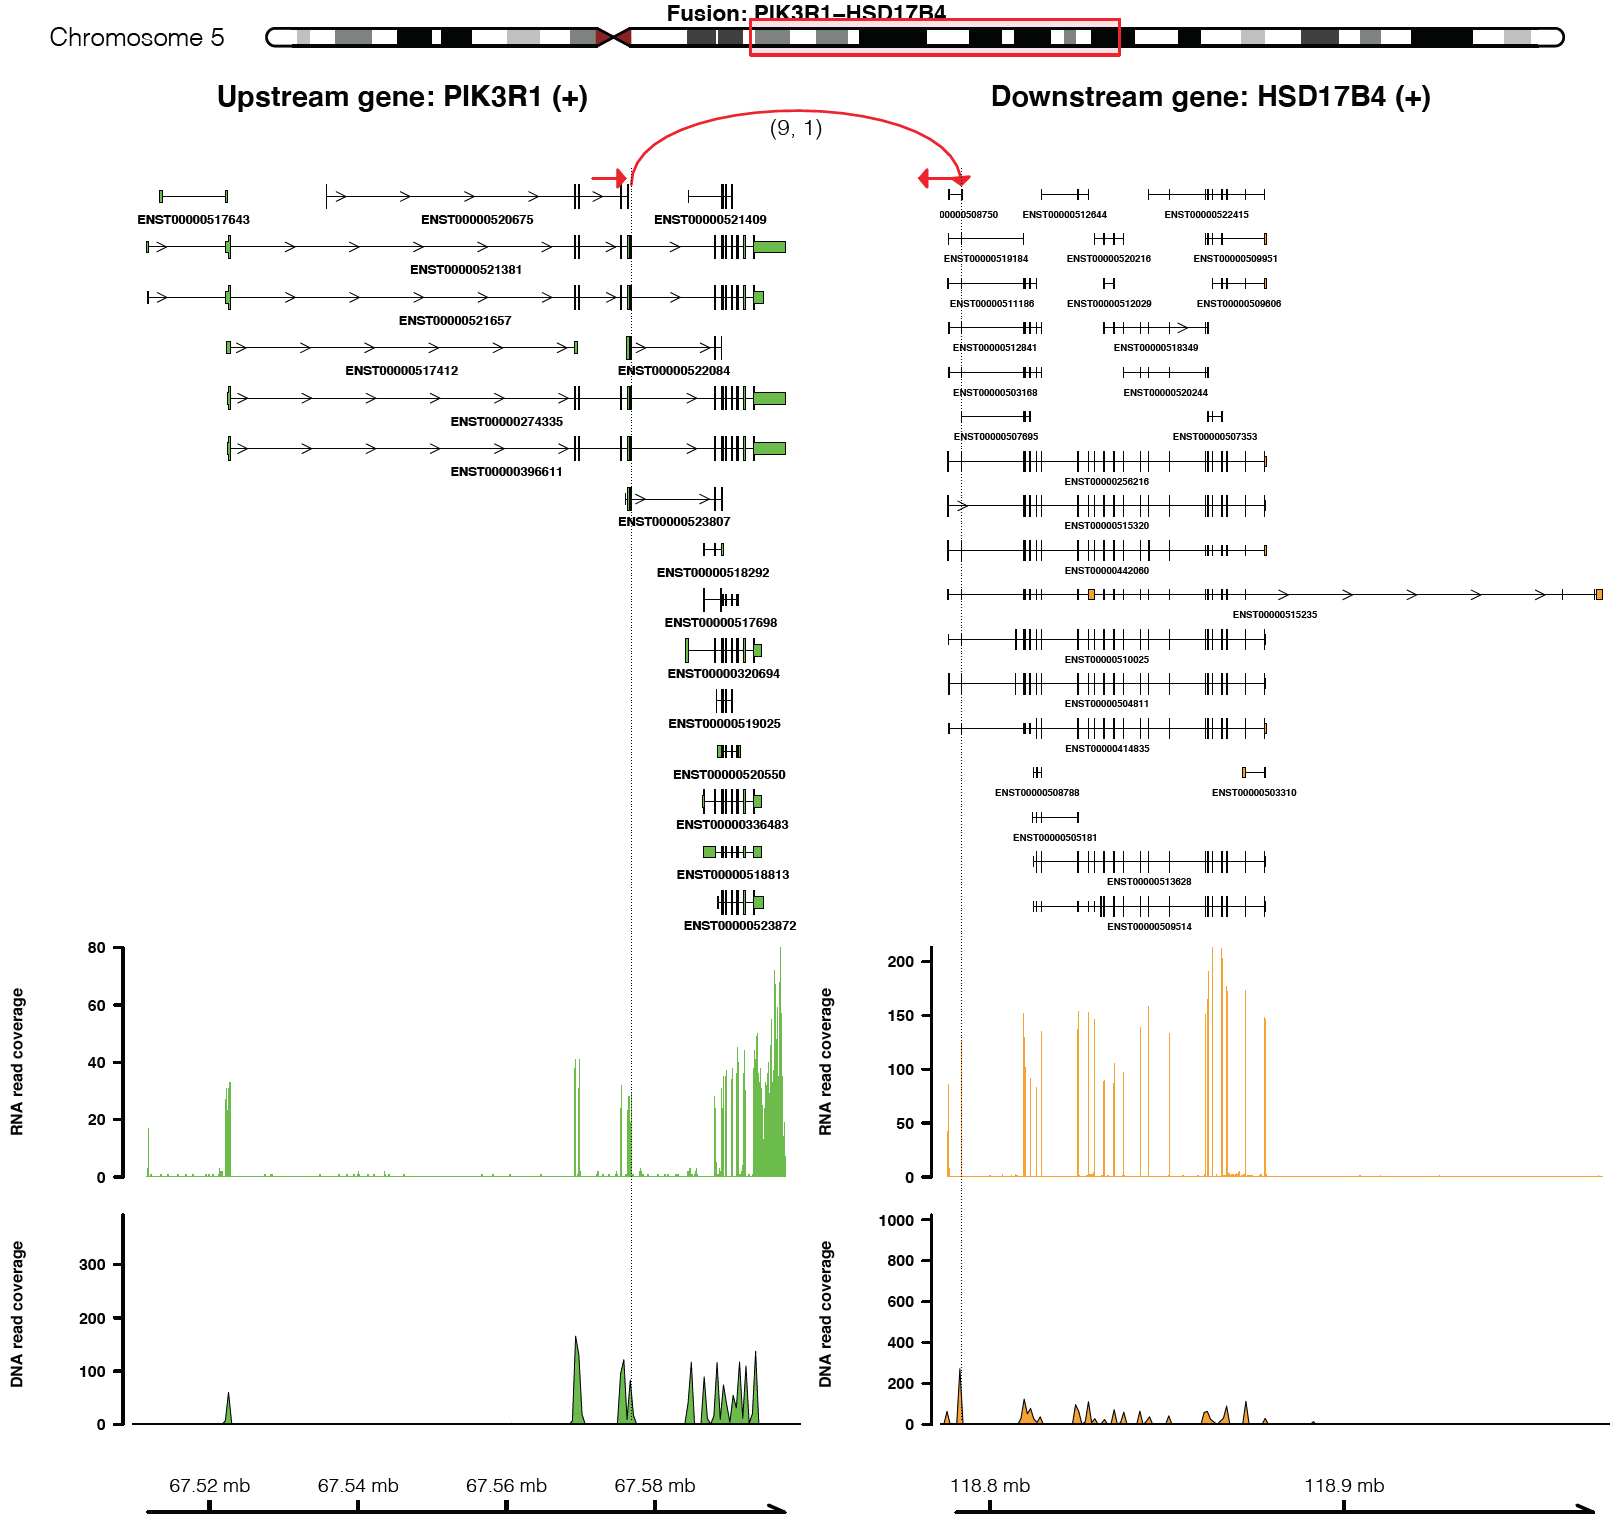 Fusion: PIK3R1–HSD17B4
Chromosome 5
Upstream gene: PIK3R1 (+)
Downstream gene: HSD17B4 (+)
(9, 1)
ENST00000517643
ENST00000520675
ENST00000521409
ENST00000521381
ENST00000521657
ENST00000517412
ENST00000522084
ENST00000274335
ENST00000396611
ENST00000523807
ENST00000518292
ENST00000517698
ENST00000320694
ENST00000519025
ENST00000520550
ENST00000336483
ENST00000518813
ENST00000523872
00000508750
ENST00000512644
ENST00000522415
ENST00000519184
ENST00000520216
ENST00000509951
ENST00000511186
ENST00000512029
ENST00000509606
ENST00000512841
ENST00000518349
ENST00000503168
ENST00000520244
ENST00000507695
ENST00000507353
ENST00000256216
ENST00000515320
ENST00000442060
ENST00000515235
ENST00000510025
ENST00000504811
ENST00000414835
ENST00000508788
ENST00000503310
ENST00000505181
ENST00000513628
ENST00000509514
RNA read coverage
80
60
40
20
0
RNA read coverage
200
150
100
50
0
DNA read coverage
300
200
100
0
DNA read coverage
1000
800
600
400
200
0
67.52 mb
67.54 mb
67.56 mb
67.58 mb
118.8 mb
118.9 mb